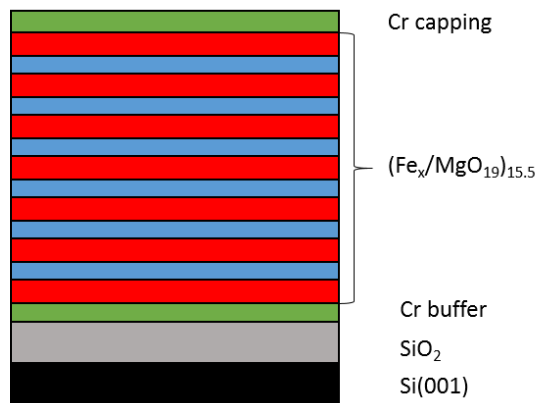 Cr capping
(Feₓ/MgO₁₉)₁₅.₅
Cr buffer
SiO₂
Si(001)